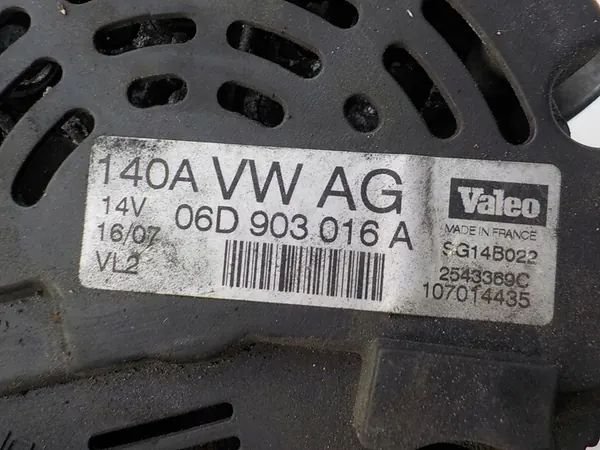 140A VW AG
14V 06D 903 016 A
16/07
VL2
Valeo
MADE IN FRANCE
SG14B022
2543369C
107014435